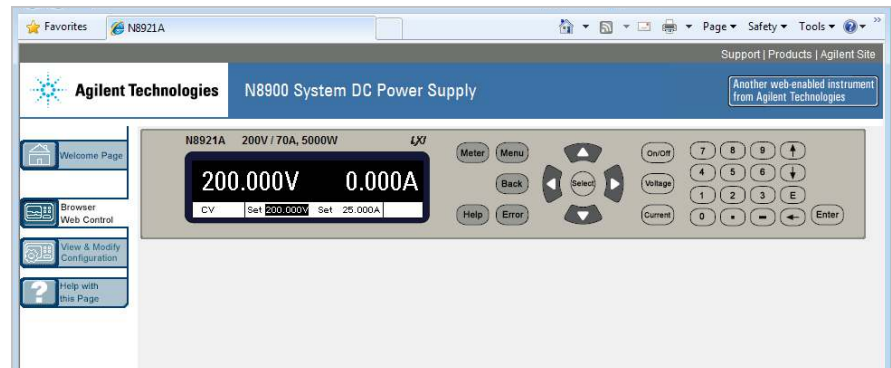 Favorites
N8921A
Page Safety Tools
Support | Products | Agilent Site
Agilent Technologies
N8900 System DC Power Supply
Another web-enabled instrument
from Agilent Technologies
Welcome Page
Browser
Web Control
View & Modify
Configuration
Help with
this Page
N8921A 200V / 70A, 5000W LXI
200.000V 0.000A
CV Set 200.000V Set 25.000A
Meter Menu
Back
Help Error
Select
On/Off
Voltage
Current
7 8 9
4 5 6
1 2 3 E
0 . - Enter